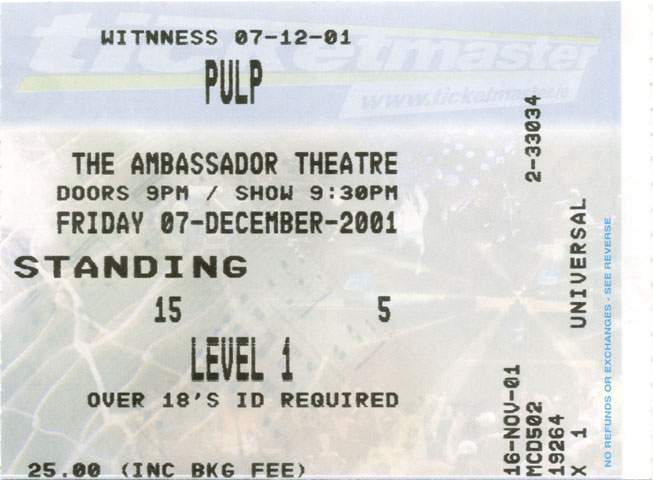 ticketmaster
www.ticketmaster.ie
WITNNESS 07-12-01
PULP
THE AMBASSADOR THEATRE
DOORS 9PM / SHOW 9:30PM
FRIDAY 07-DECEMBER-2001
STANDING
15 5
LEVEL 1
OVER 18'S ID REQUIRED
25.00 (INC BKG FEE)
2-33034
UNIVERSAL
16-NOV-01
MCD502
19264
X 1
NO REFUNDS OR EXCHANGES - SEE REVERSE